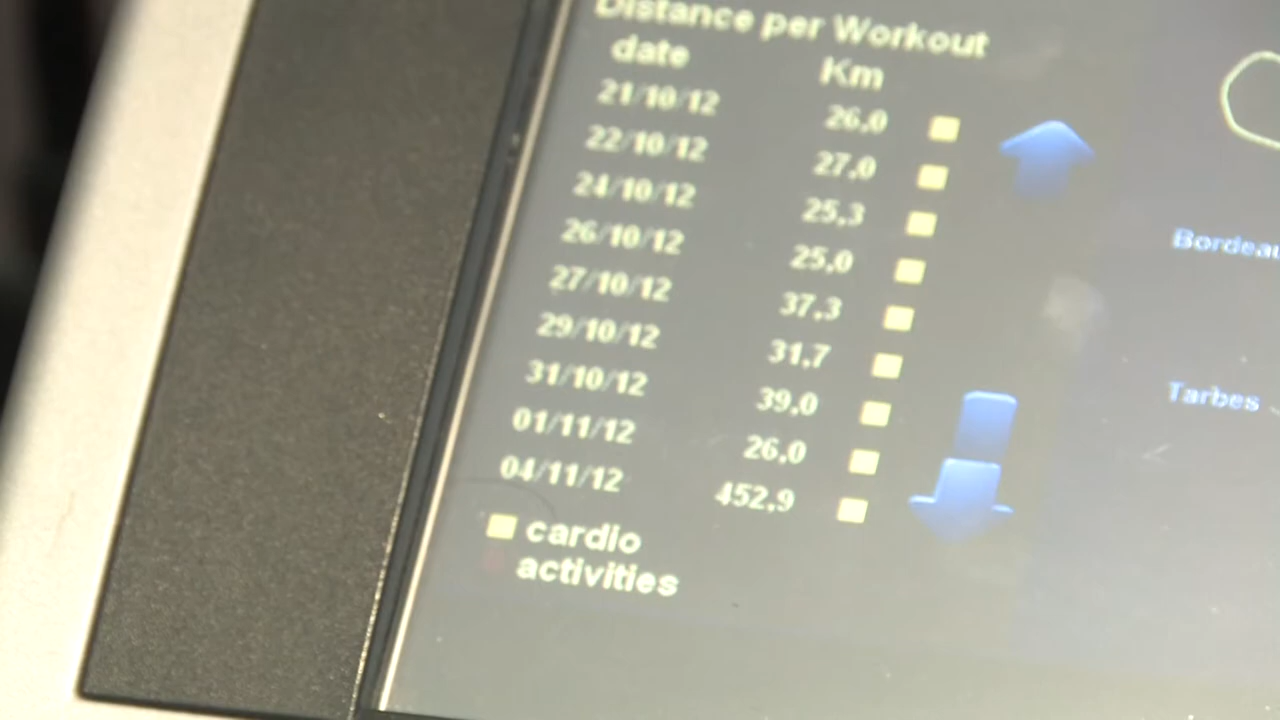 Distance per Workout
date Km
21/10/12 26,0
22/10/12 27,0
24/10/12 25,3
26/10/12 25,0
27/10/12 37,3
29/10/12 31,7
31/10/12 39,0
01/11/12 26,0
04/11/12 452,9
cardio
activities
Bordeau
Tarbes